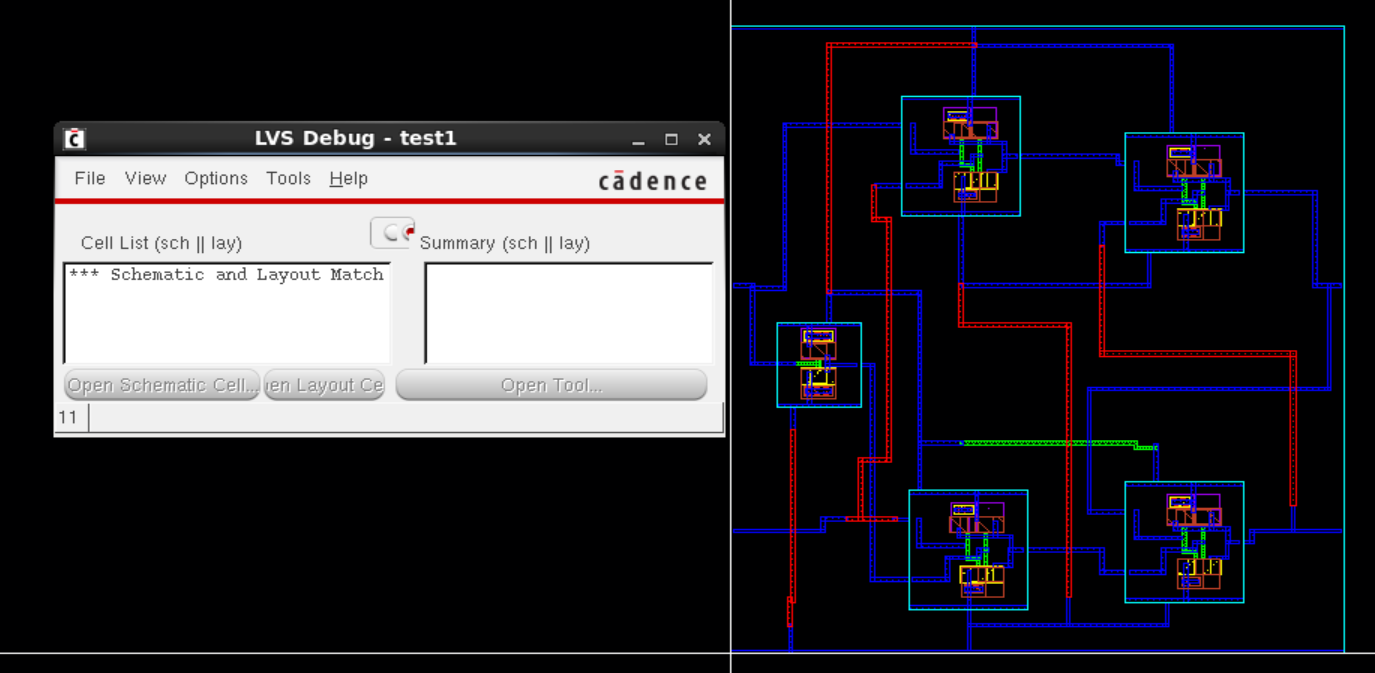 LVS Debug - test1
File View Options Tools Help
cādence
Cell List (sch || lay)
Summary (sch || lay)
*** Schematic and Layout Match
Open Schematic Cell...
en Layout Ce
Open Tool...
11